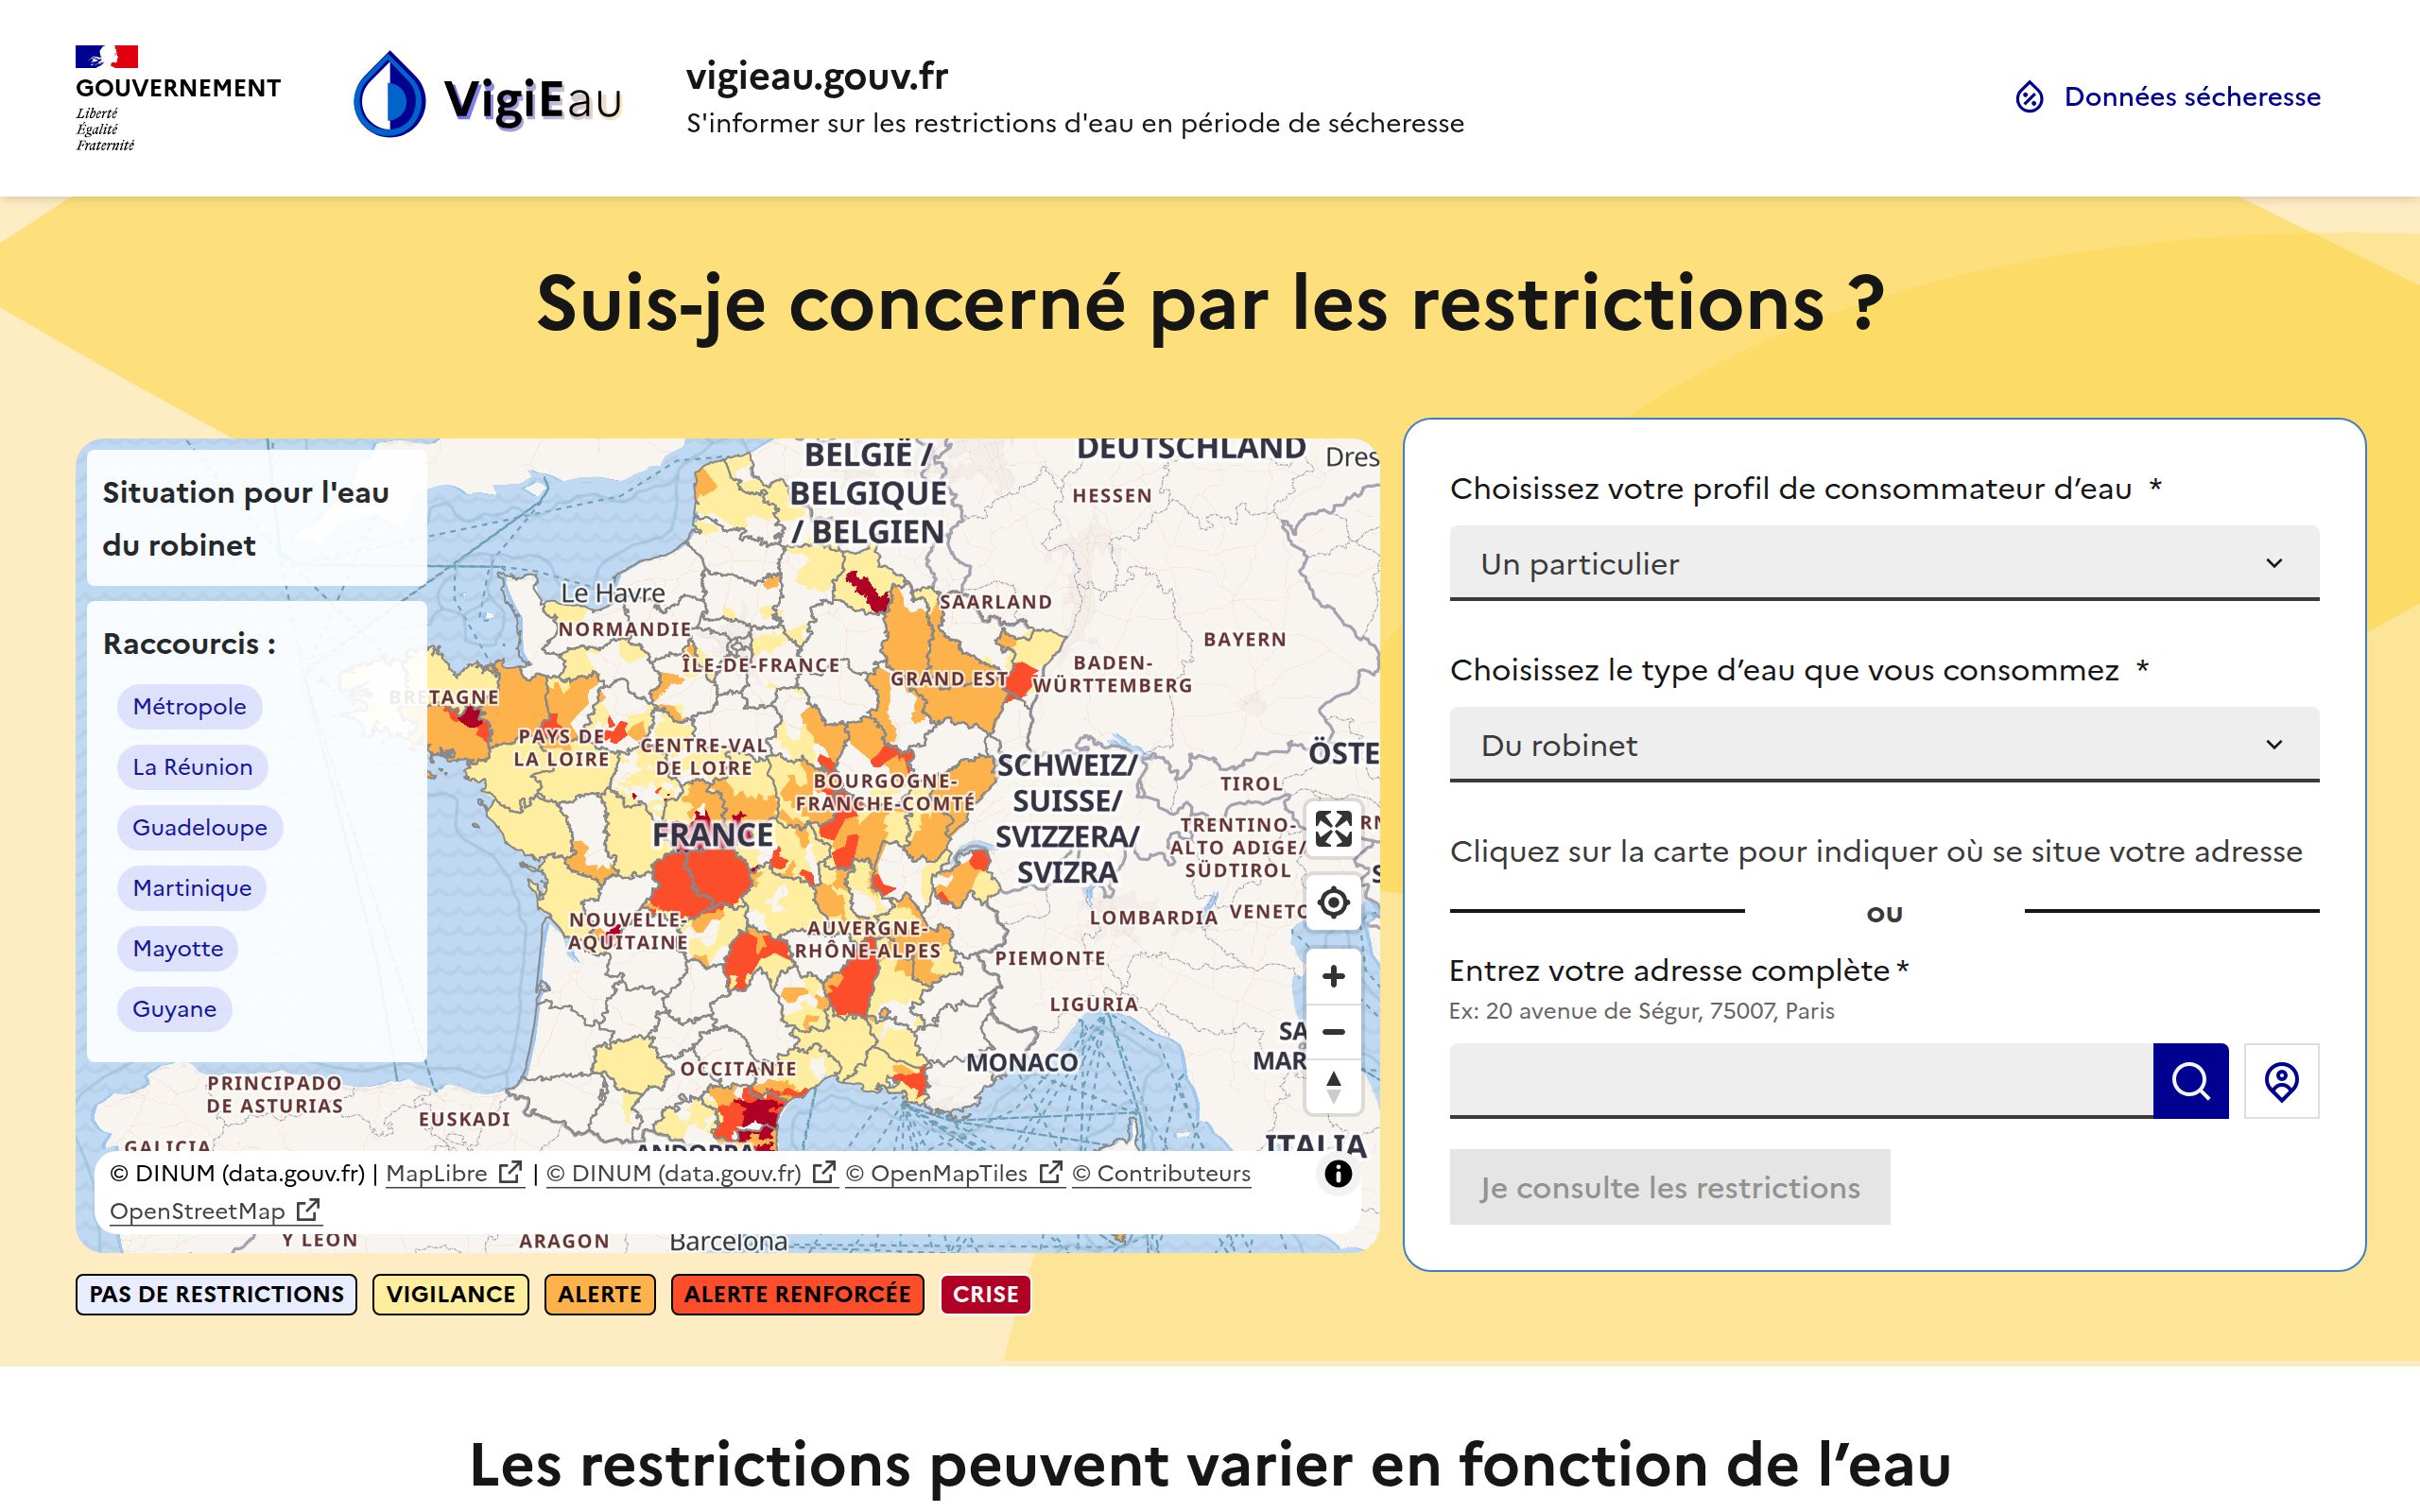 GOUVERNEMENT
Liberté
Égalité
Fraternité
VigiEau
vigieau.gouv.fr
S'informer sur les restrictions d'eau en période de sécheresse
Données sécheresse
Suis-je concerné par les restrictions ?
Situation pour l'eau
du robinet
Raccourcis :
Métropole
La Réunion
Guadeloupe
Martinique
Mayotte
Guyane
BELGIË /
BELGIQUE
/ BELGIEN
DEUTSCHLAND
Dres
HESSEN
Le Havre
SAARLAND
NORMANDIE
BAYERN
ÎLE-DE-FRANCE
GRAND EST
BADEN-
WÜRTTEMBERG
BRETAGNE
PAYS DE
LA LOIRE
CENTRE-VAL
DE LOIRE
BOURGOGNE-
FRANCHE-COMTÉ
SCHWEIZ/
SUISSE/
SVIZZERA/
SVIZRA
ÖSTE
TIROL
TRENTINO-
ALTO ADIGE/
SÜDTIROL
FRANCE
NOUVELLE-
AQUITAINE
AUVERGNE-
RHÔNE-ALPES
LOMBARDIA
VENETO
PIEMONTE
LIGURIA
SA
MAR
MONACO
OCCITANIE
PRINCIPADO
DE ASTURIAS
EUSKADI
GALICIA
ANDORRA
ITALIA
© DINUM (data.gouv.fr) | MapLibre | © DINUM (data.gouv.fr) © OpenMapTiles © Contributeurs
OpenStreetMap
Y LEÓN
ARAGÓN
Barcelona
PAS DE RESTRICTIONS
VIGILANCE
ALERTE
ALERTE RENFORCÉE
CRISE
Choisissez votre profil de consommateur d’eau *
Un particulier
Choisissez le type d’eau que vous consommez *
Du robinet
Cliquez sur la carte pour indiquer où se situe votre adresse
ou
Entrez votre adresse complète *
Ex: 20 avenue de Ségur, 75007, Paris
Je consulte les restrictions
Les restrictions peuvent varier en fonction de l’eau